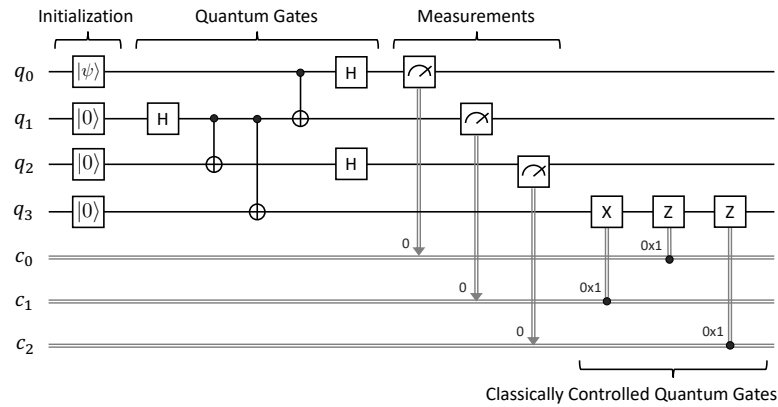 Initialization Quantum Gates Measurements
q₀ |ψ⟩ H
q₁ |0⟩ H
q₂ |0⟩ H
q₃ |0⟩ X Z Z
c₀ 0 0x1
c₁ 0 0x1
c₂ 0 0x1
Classically Controlled Quantum Gates